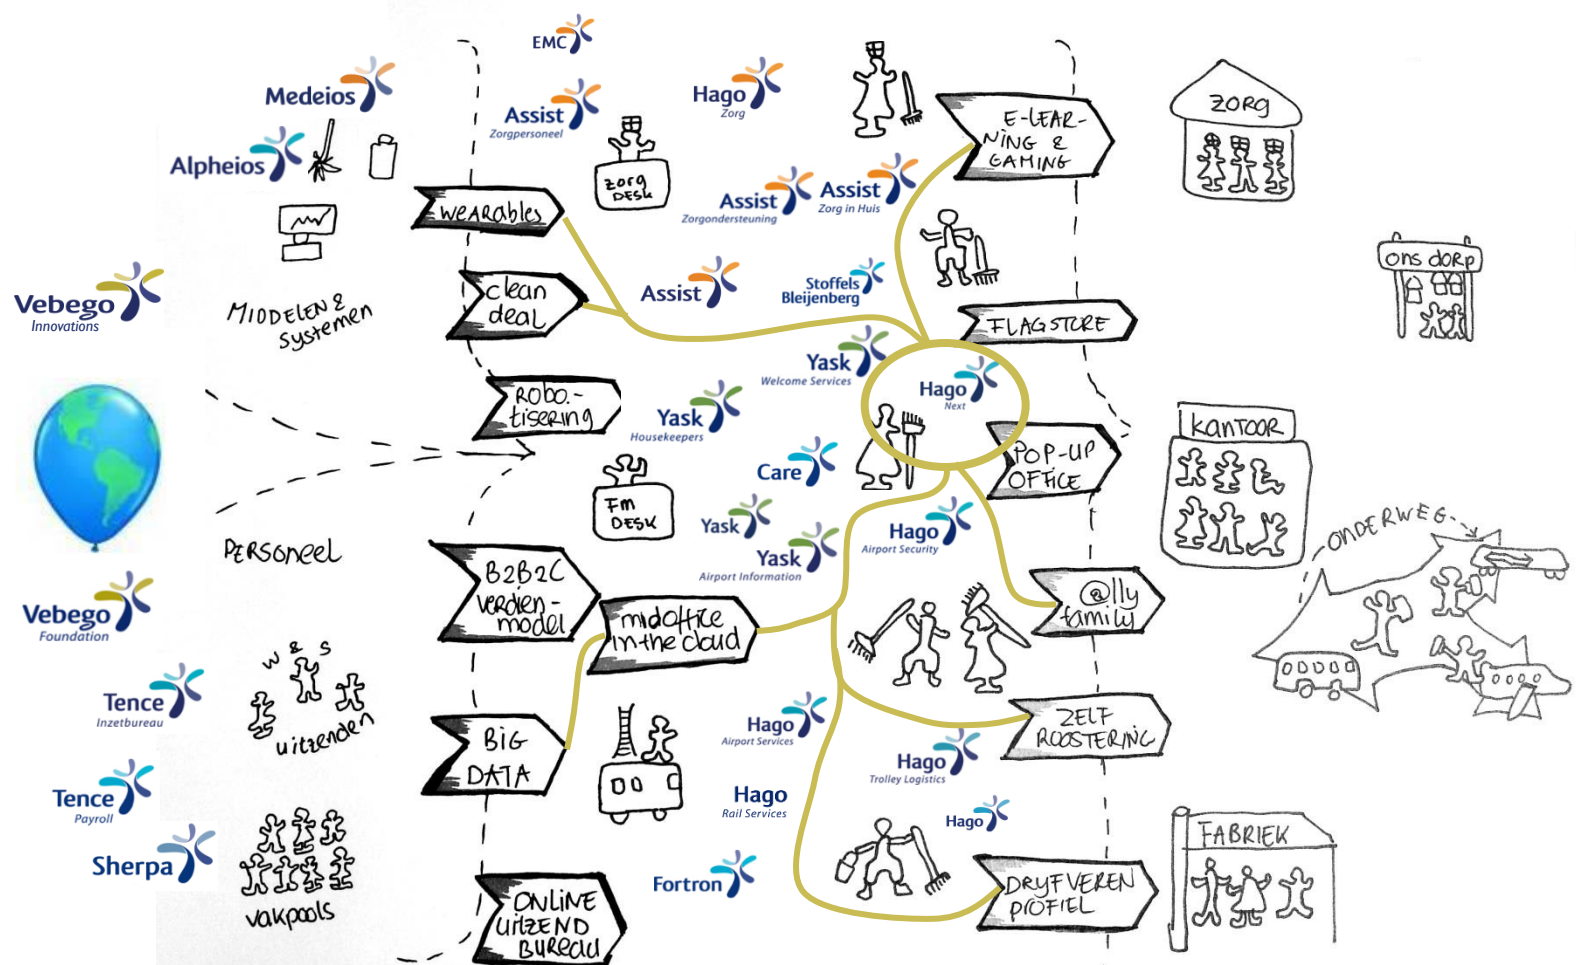 EMC
Medeios
Assist
Zorgpersoneel
Hago
Zorg
E-LEAR-
NING &
GAMING
ZORG
Alpheios
zorg
DESK
WEARables
Assist
Zorgondersteuning
Assist
Zorg in Huis
ons dorp
Vebego
Innovations
MIDDELEN &
systemen
clean
deal
Assist
Stoffels
Bleijenberg
FLAGSTORE
Yask
Welcome Services
Hago
Next
ROBO-
tisering
Yask
Housekeepers
KANTOOR
POP-UP
OFFICE
Care
FM
DESK
Yask
Yask
Airport Information
Hago
Airport Security
ONDERWEG
PERSONEEL
B2B2C
verdien-
model
midoffice
in the cloud
@lly
family
Vebego
Foundation
W & S
uitzenden
Tence
Inzetbureau
BIG
DATA
Hago
Airport Services
ZELF
ROOSTERING
Hago
Trolley Logistics
Tence
Payroll
Hago
Rail Services
Hago
FABRIEK
Sherpa
vakpools
Fortron
DRYFVEREN
PROFIEL
ONLINE
UITZEND
BUREAU